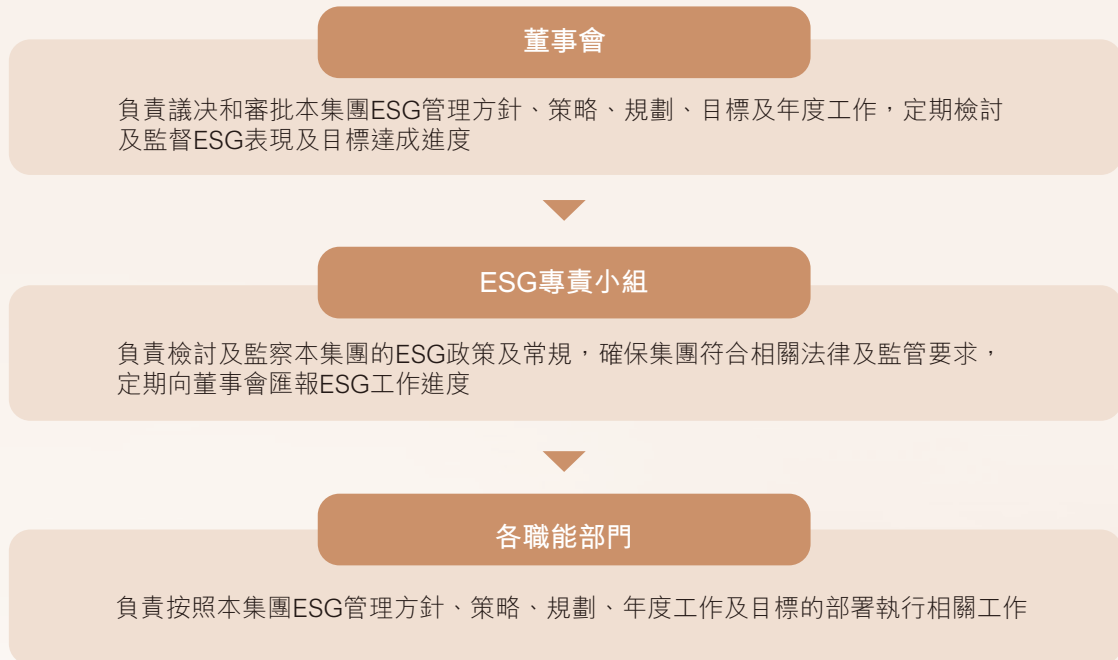 董事會
負責議決和審批本集團ESG管理方針、策略、規劃、目標及年度工作，定期檢討
及監督ESG表現及目標達成進度
ESG專責小組
負責檢討及監察本集團的ESG政策及常規，確保集團符合相關法律及監管要求，
定期向董事會匯報ESG工作進度
各職能部門
負責按照本集團ESG管理方針、策略、規劃、年度工作及目標的部署執行相關工作